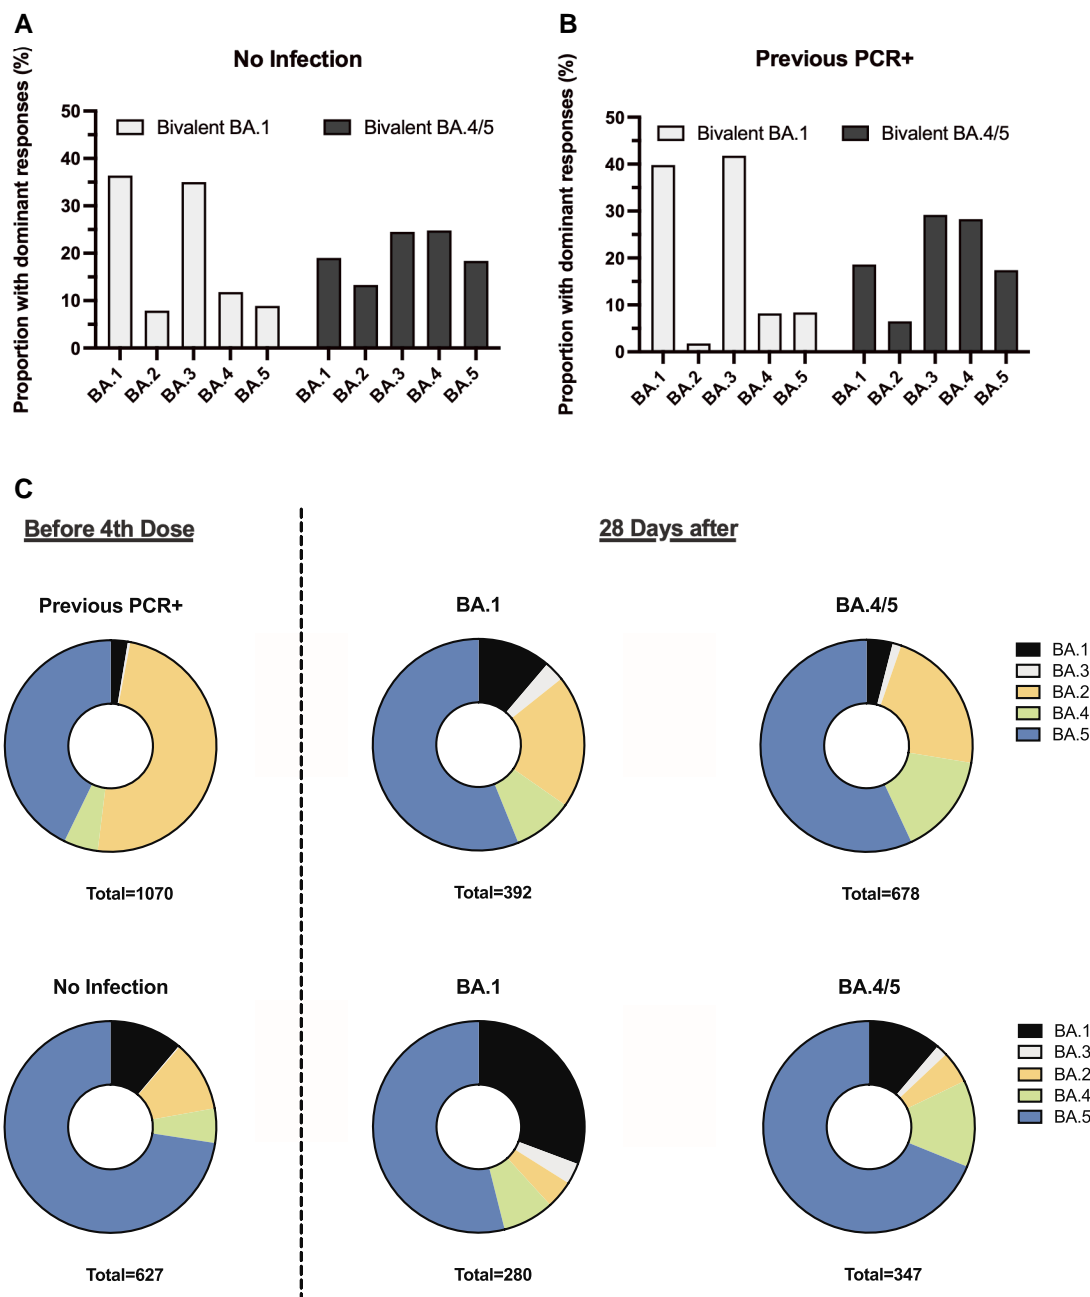 A
No Infection
Proportion with dominant responses (%)
Bivalent BA.1
Bivalent BA.4/5
50
40
30
20
10
0
BA.1 BA.2 BA.3 BA.4 BA.5 BA.1 BA.2 BA.3 BA.4 BA.5
B
Previous PCR+
Proportion with dominant responses (%)
Bivalent BA.1
Bivalent BA.4/5
50
40
30
20
10
0
BA.1 BA.2 BA.3 BA.4 BA.5 BA.1 BA.2 BA.3 BA.4 BA.5
C
Before 4th Dose
28 Days after
Previous PCR+
BA.1
BA.4/5
BA.1
BA.3
BA.2
BA.4
BA.5
Total=1070
Total=392
Total=678
No Infection
BA.1
BA.4/5
BA.1
BA.3
BA.2
BA.4
BA.5
Total=627
Total=280
Total=347